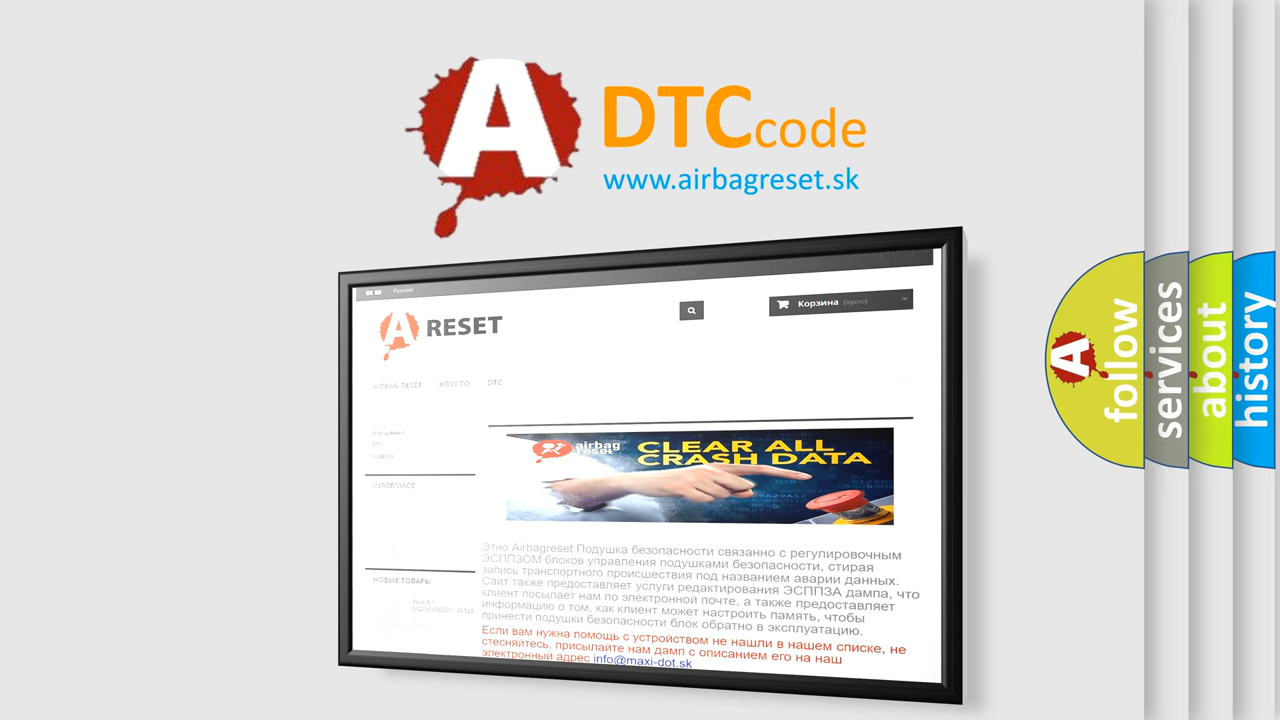 A
DTC code
www.airbagreset.sk
Русский
A RESET
Корзина (пусто)
AIRBAG RESET HOW TO DTC
INFORMACE
НОВЫЕ ТОВАРЫ
airbag reset
CLEAR ALL
CRASH DATA
Этно Airbagreset Подушка безопасности связанно с регулировочным
ЭСППЗОМ блоков управления подушками безопасности, стирая
запись транспортного происшествия под названием аварии данных.
Сайт также предоставляет услуги редактирования ЭСППЗА дампа, что
клиент посылает нам по электронной почте, а также предоставляет
информацию о том, как клиент может настроить память, чтобы
принести подушки безопасности блок обратно в эксплуатацию.
Если вам нужна помощь с устройством не нашли в нашем списке, не
стесняйтесь, присылайте нам дамп с описанием его на наш
электронный адрес info@maxi-dot.sk
A
follow
services
about
history